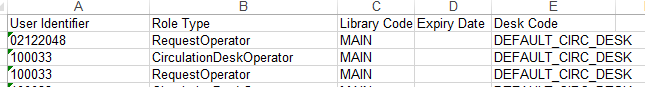 A B C D E
User Identifier Role Type Library Code Expiry Date Desk Code
02122048 RequestOperator MAIN DEFAULT_CIRC_DESK
100033 CirculationDeskOperator MAIN DEFAULT_CIRC_DESK
100033 RequestOperator MAIN DEFAULT_CIRC_DESK